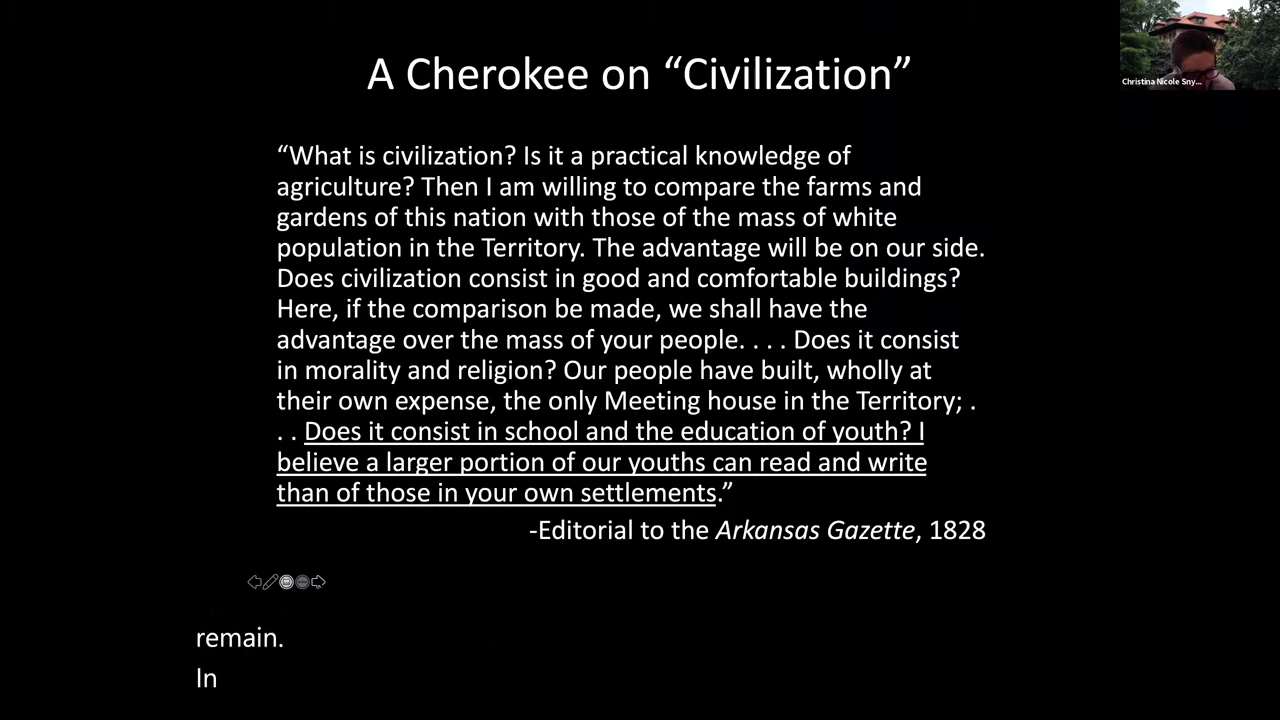 A Cherokee on “Civilization”
Christina Nicole Sny...
“What is civilization? Is it a practical knowledge of
agriculture? Then I am willing to compare the farms and
gardens of this nation with those of the mass of white
population in the Territory. The advantage will be on our side.
Does civilization consist in good and comfortable buildings?
Here, if the comparison be made, we shall have the
advantage over the mass of your people. . . . Does it consist
in morality and religion? Our people have built, wholly at
their own expense, the only Meeting house in the Territory; .
. . Does it consist in school and the education of youth? I
believe a larger portion of our youths can read and write
than of those in your own settlements.”
-Editorial to the Arkansas Gazette, 1828
remain.
In